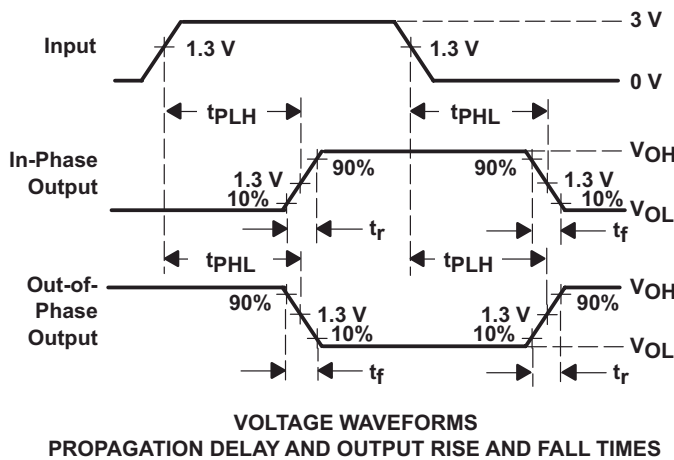 3 V
Input
1.3 V
1.3 V
0 V
tPLH
tPHL
In-Phase
Output
VOH
90%
90%
1.3 V
1.3 V
10%
10%
VOL
tr
tf
tPHL
tPLH
Out-of-
Phase
Output
VOH
90%
90%
1.3 V
1.3 V
10%
10%
VOL
tf
tr
VOLTAGE WAVEFORMS
PROPAGATION DELAY AND OUTPUT RISE AND FALL TIMES